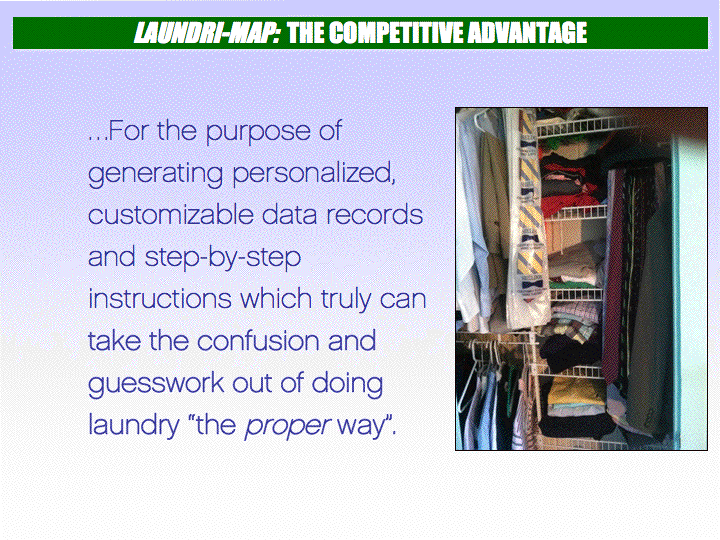 LAUNDRI-MAP: THE COMPETITIVE ADVANTAGE
...For the purpose of
generating personalized,
customizable data records
and step-by-step
instructions which truly can
take the confusion and
guesswork out of doing
laundry “the proper way”.